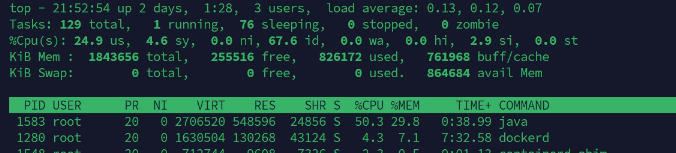 top - 21:52:54 up 2 days,  1:28,  3 users,  load average: 0.13, 0.12, 0.07
Tasks: 129 total,   1 running,  76 sleeping,   0 stopped,   0 zombie
%Cpu(s): 24.9 us,  4.6 sy,  0.0 ni, 67.6 id,  0.0 wa,  0.0 hi,  2.9 si,  0.0 st
KiB Mem :  1843656 total,   255516 free,   826172 used,   761968 buff/cache
KiB Swap:        0 total,        0 free,        0 used.   864684 avail Mem
PID USER      PR  NI    VIRT    RES    SHR S  %CPU %MEM     TIME+ COMMAND
1583 root      20   0 2706520 548596  24856 S  50.3 29.8   0:38.99 java
1280 root      20   0 1630504 130268  43124 S   4.3  7.1   7:32.58 dockerd
1548 root      20   0